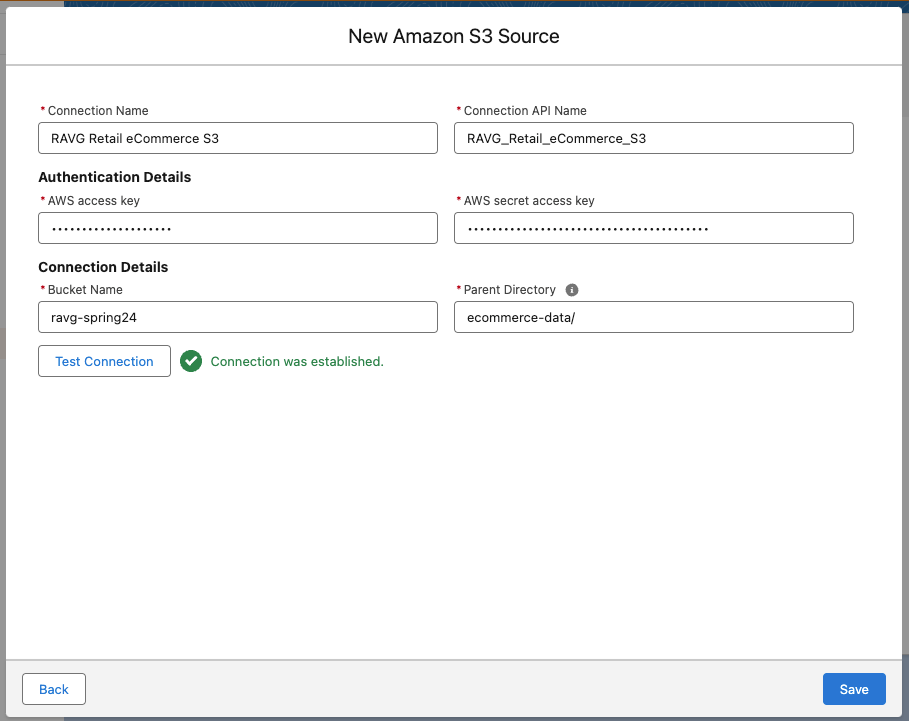 New Amazon S3 Source
* Connection Name
* Connection API Name
RAVG Retail eCommerce S3
RAVG_Retail_eCommerce_S3
Authentication Details
* AWS access key
* AWS secret access key
••••••••••••••••••••
••••••••••••••••••••••••••••••••••••••••
Connection Details
* Bucket Name
* Parent Directory
ravg-spring24
ecommerce-data/
Test Connection
Connection was established.
Back
Save